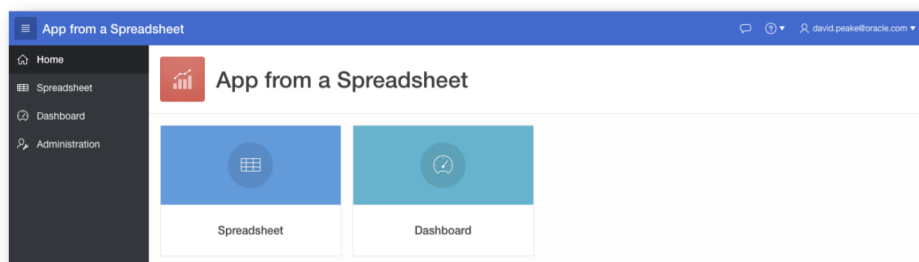 App from a Spreadsheet
david.peake@oracle.com
Home
Spreadsheet
Dashboard
Administration
App from a Spreadsheet
Spreadsheet
Dashboard